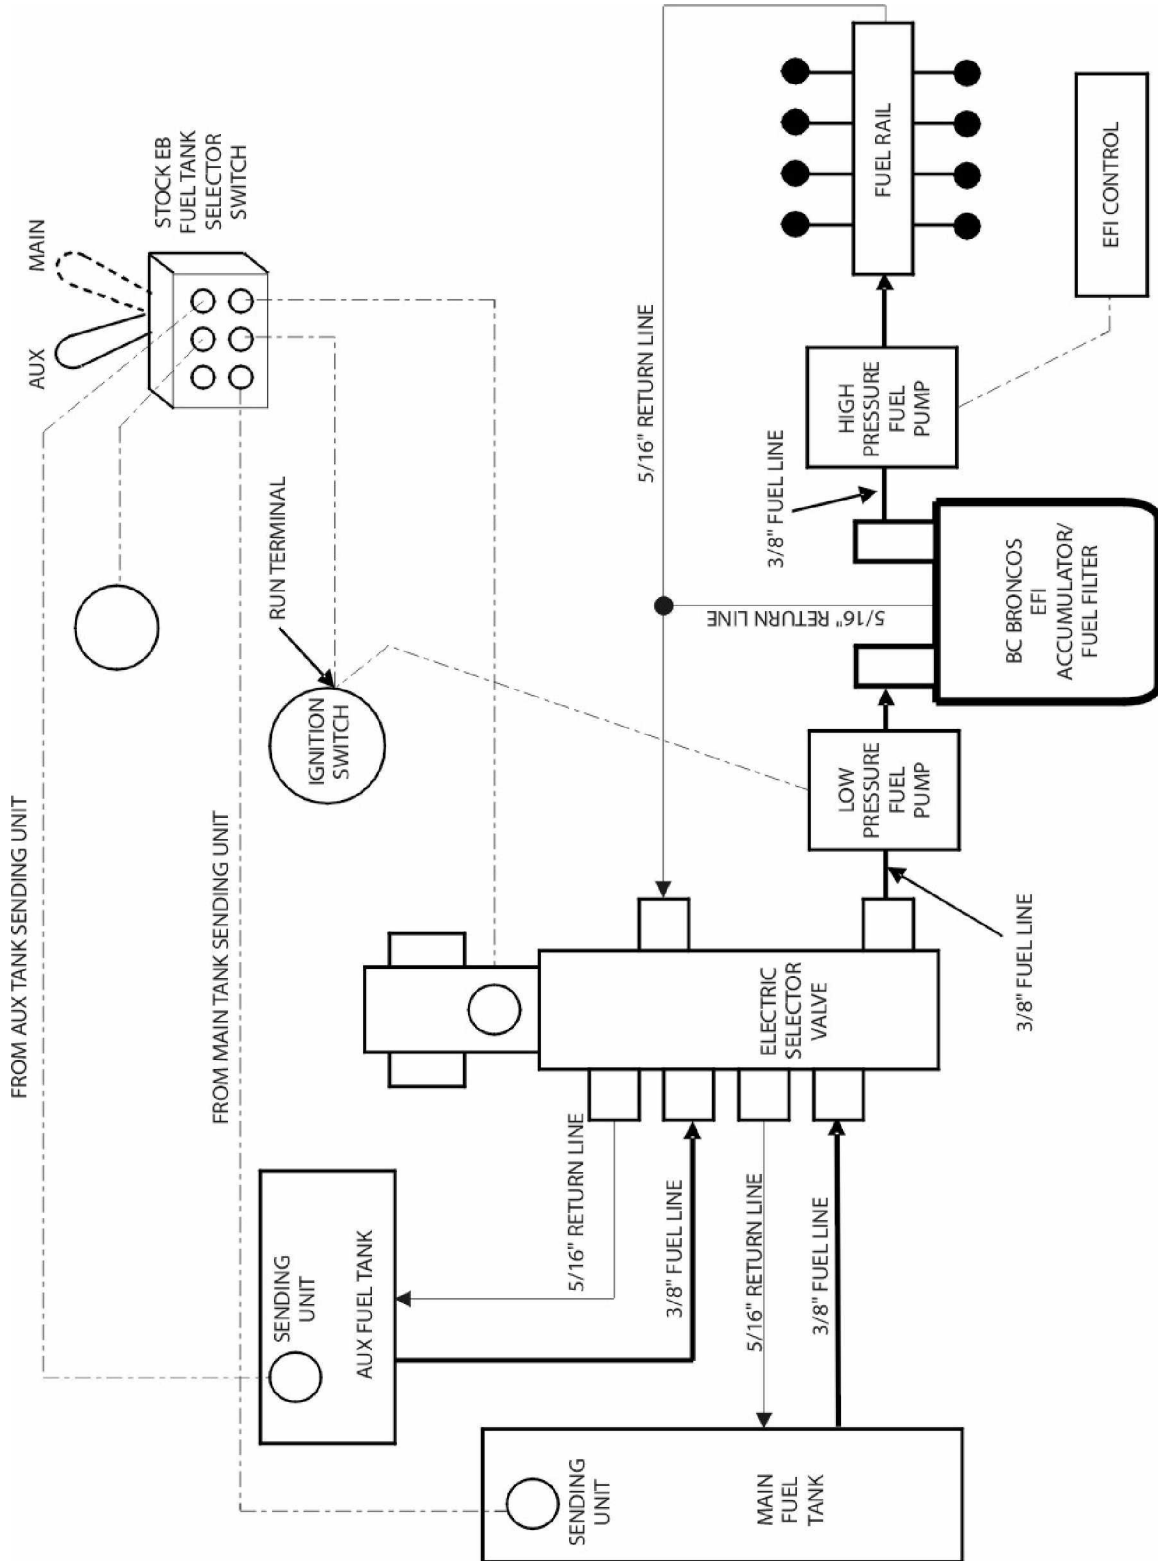 FROM AUX TANK SENDING UNIT
FROM MAIN TANK SENDING UNIT
AUX
MAIN
STOCK EB
FUEL TANK
SELECTOR
SWITCH
RUN TERMINAL
IGNITION
SWITCH
SENDING
UNIT
AUX FUEL TANK
SENDING
UNIT
MAIN
FUEL
TANK
5/16" RETURN LINE
3/8" FUEL LINE
5/16" RETURN LINE
3/8" FUEL LINE
ELECTRIC
SELECTOR
VALVE
3/8" FUEL LINE
LOW
PRESSURE
FUEL
PUMP
5/16" RETURN LINE
BC BRONCOS
EFI
ACCUMULATOR/
FUEL FILTER
3/8" FUEL LINE
5/16" RETURN LINE
HIGH
PRESSURE
FUEL
PUMP
FUEL RAIL
EFI CONTROL